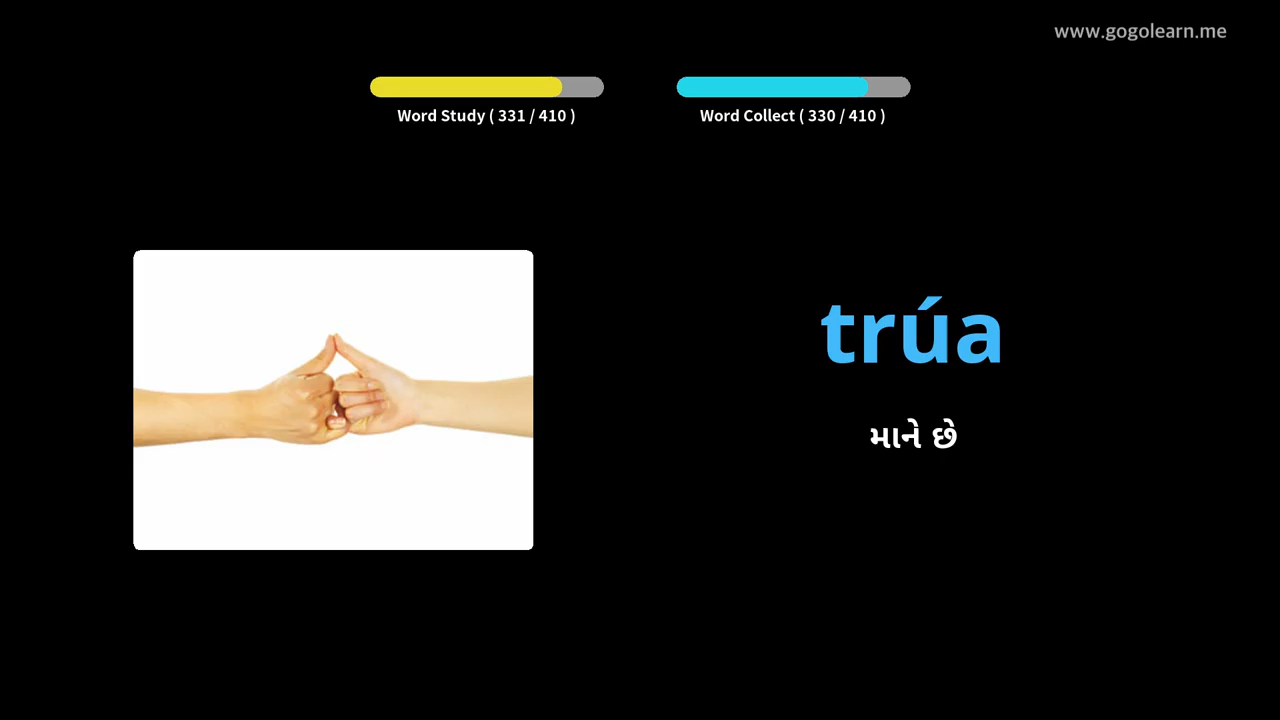 www.gogolearn.me
Word Study ( 331 / 410 )
Word Collect ( 330 / 410 )
trúa
માને છે